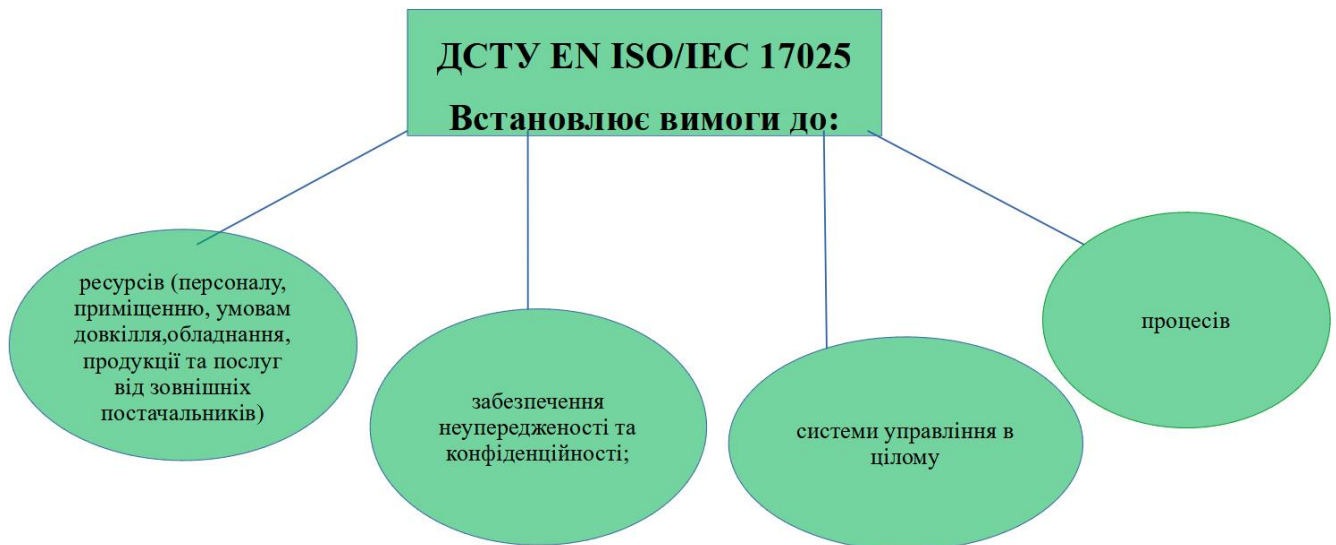 ДСТУ EN ISO/IEC 17025
Встановлює вимоги до:
ресурсів (персоналу,
приміщенню, умовам
довкілля,обладнання,
продукції та послуг
від зовнішніх
постачальників)
забезпечення
неупередженості та
конфіденційності;
системи управління в
цілому
процесів